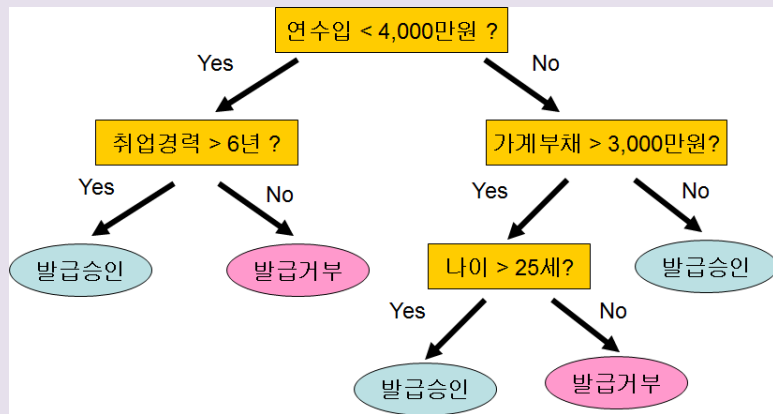 연수입 < 4,000만원 ?
Yes
No
취업경력 > 6년 ?
가계부채 > 3,000만원?
Yes
No
Yes
No
발급승인
발급거부
나이 > 25세?
발급승인
Yes
No
발급승인
발급거부